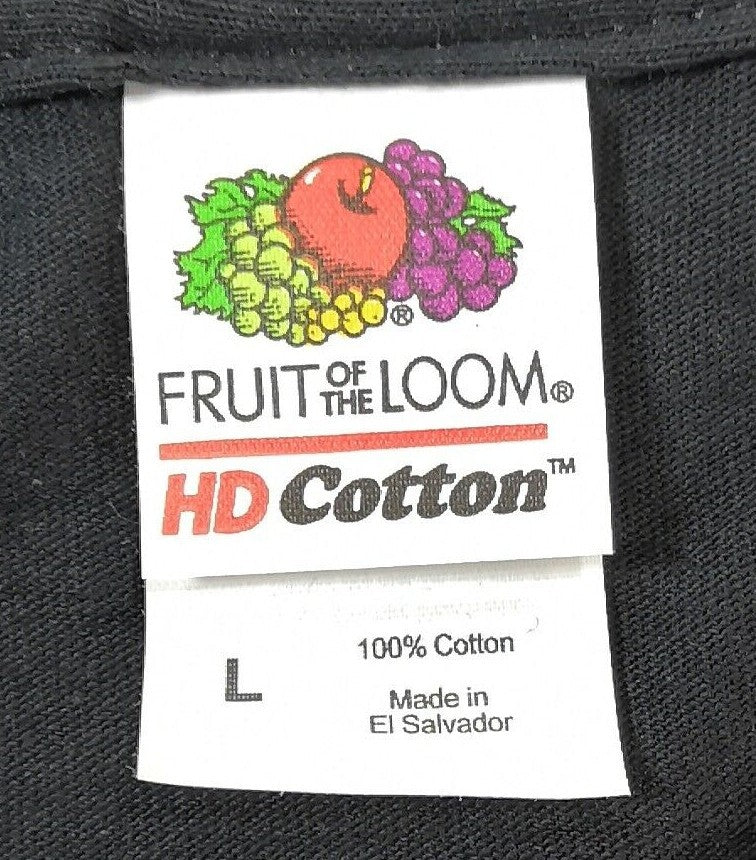 ®
FRUIT OF THE LOOM®
HD Cotton™
L
100% Cotton
Made in
El Salvador